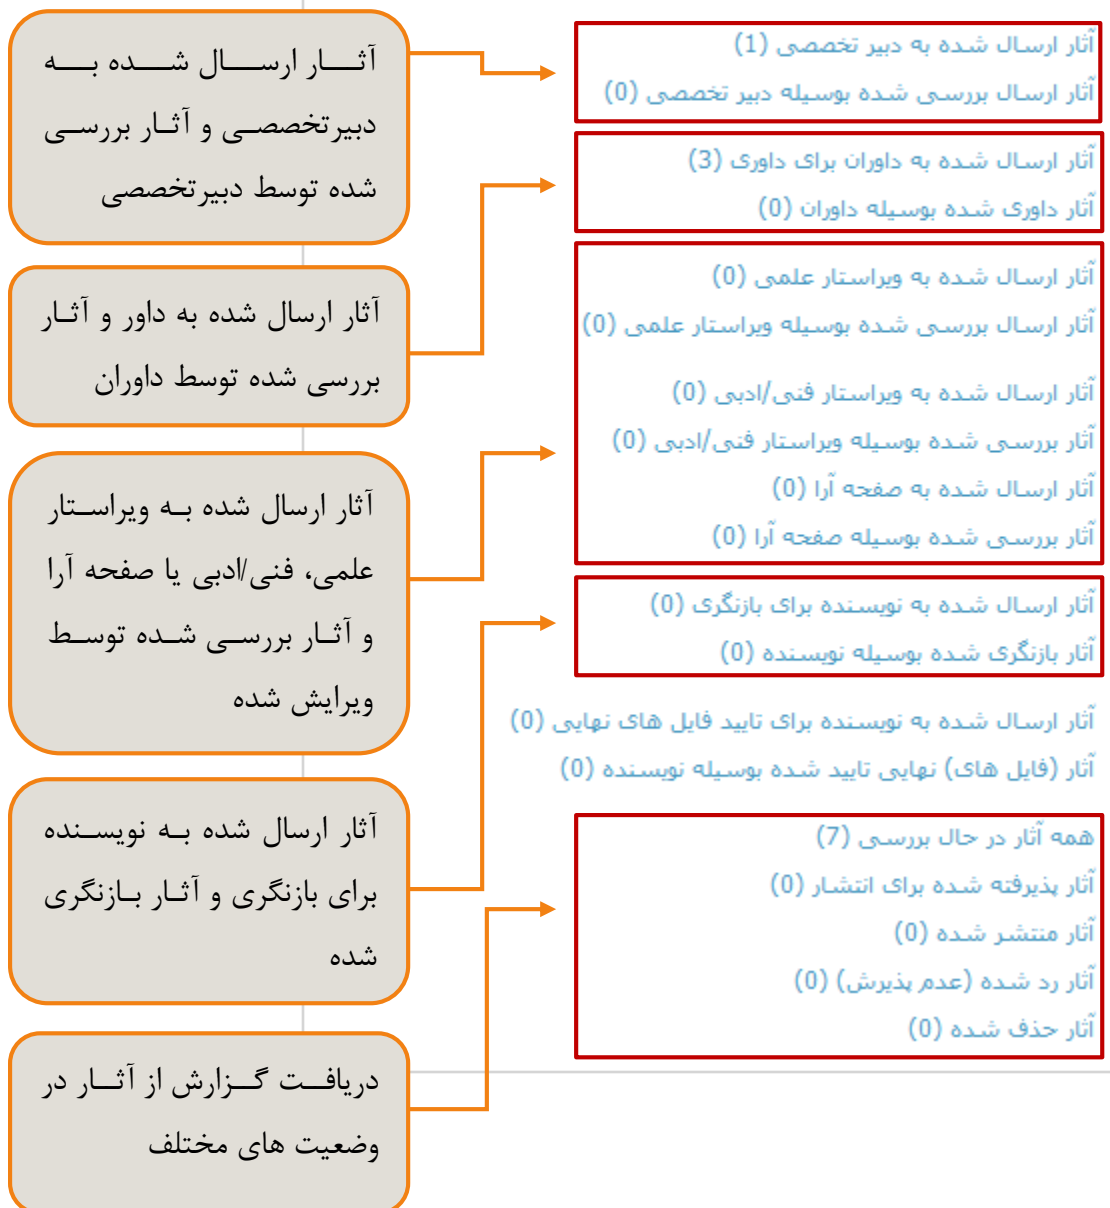 آثار ارسال شده به
دبیرتخصصی و آثار بررسی
شده توسط دبیرتخصصی
آثار ارسال شده به دبیر تخصصی (1)
آثار ارسال بررسی شده بوسیله دبیر تخصصی (0)
آثار ارسال شده به داور و آثار
بررسی شده توسط داوران
آثار ارسال شده به داوران برای داوری (3)
آثار داوری شده بوسیله داوران (0)
آثار ارسال شده به ویراستار
علمی، فنی/ادبی یا صفحه آرا
و آثار بررسی شده توسط
ویرایش شده
آثار ارسال شده به ویراستار علمی (0)
آثار ارسال بررسی شده بوسیله ویراستار علمی (0)
آثار ارسال شده به ویراستار فنی/ادبی (0)
آثار بررسی شده بوسیله ویراستار فنی/ادبی (0)
آثار ارسال شده به صفحه آرا (0)
آثار بررسی شده بوسیله صفحه آرا (0)
آثار ارسال شده به نویسنده
برای بازنگری و آثار بازنگری
شده
آثار ارسال شده به نویسنده برای بازنگری (0)
آثار بازنگری شده بوسیله نویسنده (0)
آثار ارسال شده به نویسنده برای تایید فایل های نهایی (0)
آثار (فایل های) نهایی تایید شده بوسیله نویسنده (0)
دریافت گزارش از آثار در
وضعیت های مختلف
همه آثار در حال بررسی (7)
آثار پذیرفته شده برای انتشار (0)
آثار منتشر شده (0)
آثار رد شده (عدم پذیرش) (0)
آثار حذف شده (0)